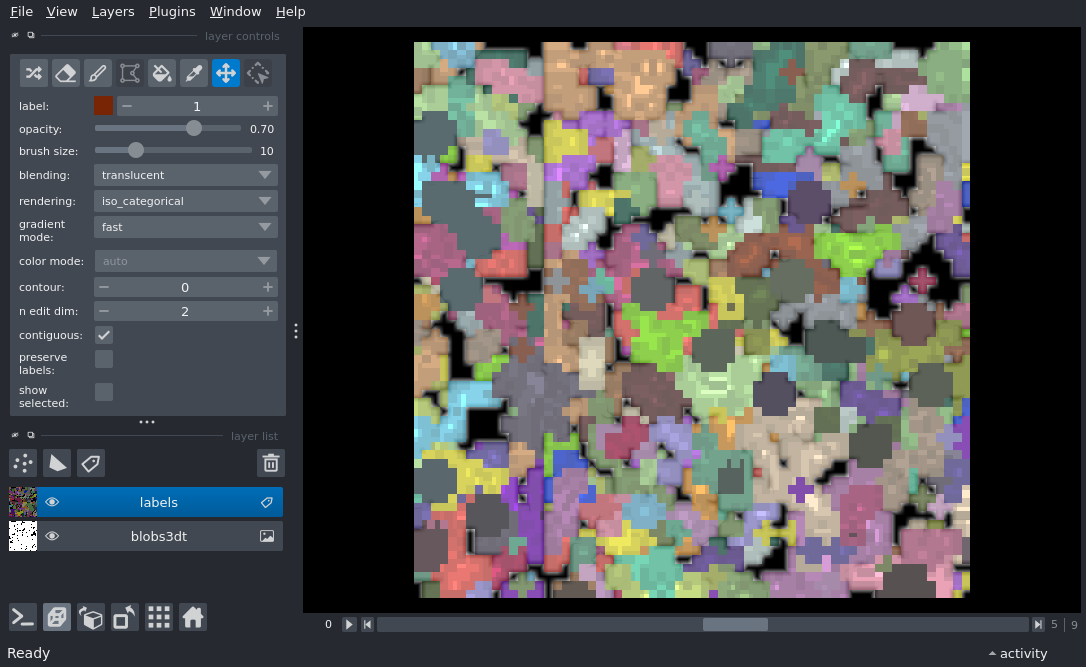 File View Layers Plugins Window Help
layer controls
label: 1
opacity: 0.70
brush size: 10
blending: translucent
rendering: iso_categorical
gradient
mode: fast
color mode: auto
contour: 0
n edit dim: 2
contiguous:
preserve
labels:
show
selected:
layer list
labels
blobs3dt
0 5 9
Ready activity